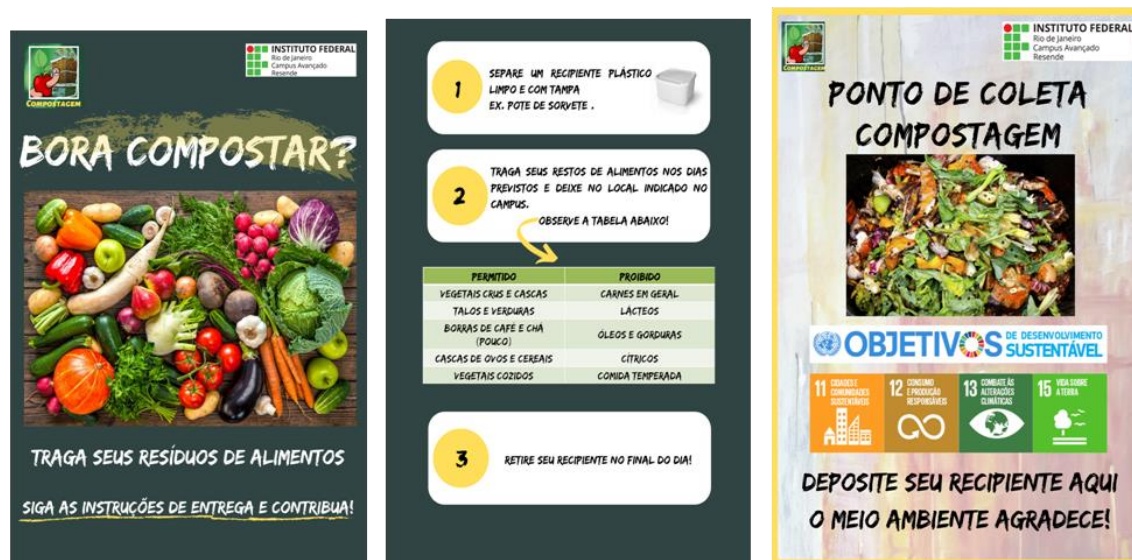 COMPOSTAGEM
INSTITUTO FEDERAL
Rio de Janeiro
Campus Avançado
Resende
BORA COMPOSTAR?
TRAGA SEUS RESÍDUOS DE ALIMENTOS
SIGA AS INSTRUÇÕES DE ENTREGA E CONTRIBUA!
1
SEPARE UM RECIPIENTE PLÁSTICO
LIMPO E COM TAMPA
EX. POTE DE SORVETE .
2
TRAGA SEUS RESTOS DE ALIMENTOS NOS DIAS
PREVISTOS E DEIXE NO LOCAL INDICADO NO
CAMPUS.
OBSERVE A TABELA ABAIXO!
PERMITIDO PROIBIDO
VEGETAIS CRUS E CASCAS CARNES EM GERAL
TALOS E VERDURAS LÁCTEOS
BORRAS DE CAFÉ E CHÁ
(POUCO) ÓLEOS E GORDURAS
CASCAS DE OVOS E CEREAIS CÍTRICOS
VEGETAIS COZIDOS COMIDA TEMPERADA
3
RETIRE SEU RECIPIENTE NO FINAL DO DIA!
COMPOSTAGEM
INSTITUTO FEDERAL
Rio de Janeiro
Campus Avançado
Resende
PONTO DE COLETA
COMPOSTAGEM
OBJETIVOS DE DESENVOLVIMENTO
SUSTENTÁVEL
11 CIDADES E
COMUNIDADES
SUSTENTÁVEIS
12 CONSUMO
E PRODUÇÃO
RESPONSÁVEIS
13 COMBATE ÀS
ALTERAÇÕES
CLIMÁTICAS
15 VIDA SOBRE
A TERRA
DEPOSITE SEU RECIPIENTE AQUI
O MEIO AMBIENTE AGRADECE!